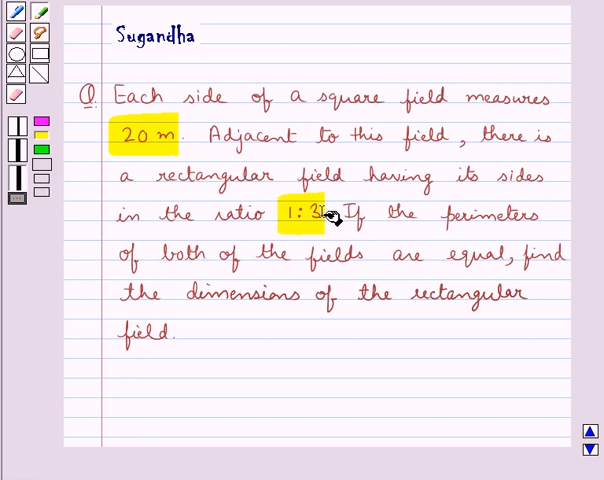 Sugandha
Q. Each side of a square field measures
20 m. Adjacent to this field, there is
a rectangular field having its sides
in the ratio 1:3. If the perimeters
of both of the fields are equal, find
the dimensions of the rectangular
field.